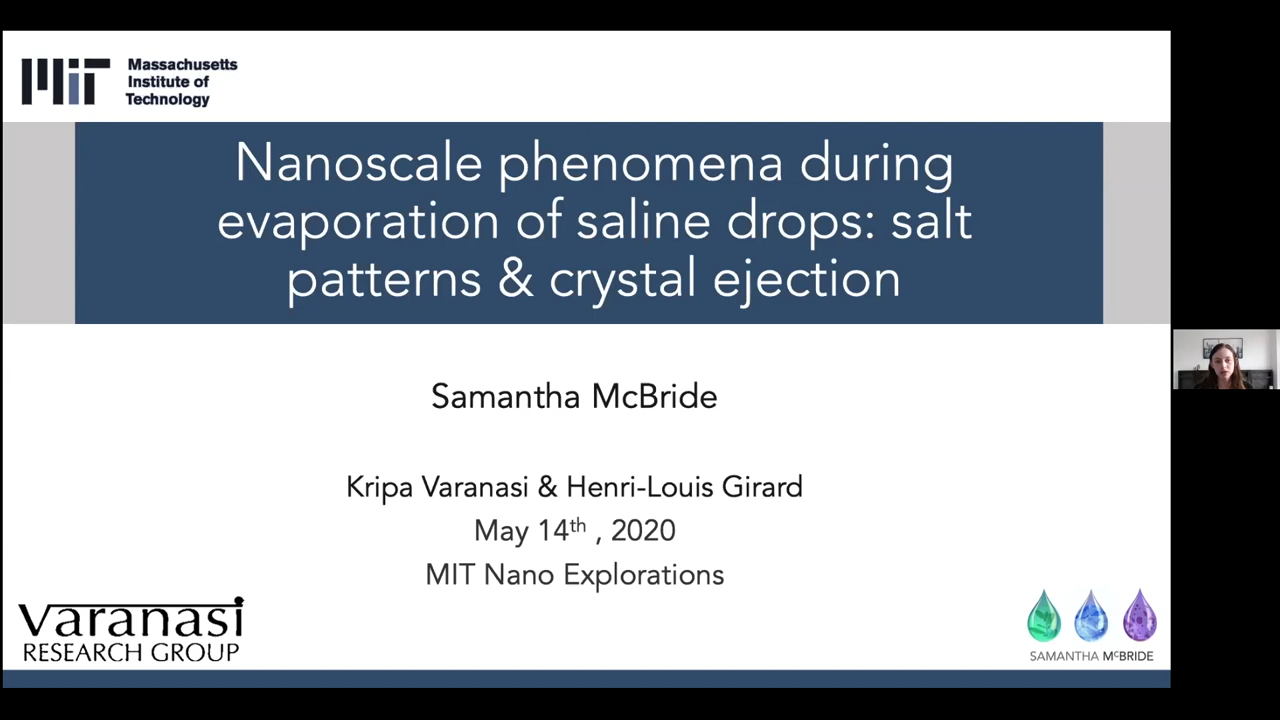 Massachusetts
Institute of
Technology
Nanoscale phenomena during
evaporation of saline drops: salt
patterns & crystal ejection
Samantha McBride
Kripa Varanasi & Henri-Louis Girard
May 14th , 2020
MIT Nano Explorations
varanasi
RESEARCH GROUP
SAMANTHA McBRIDE